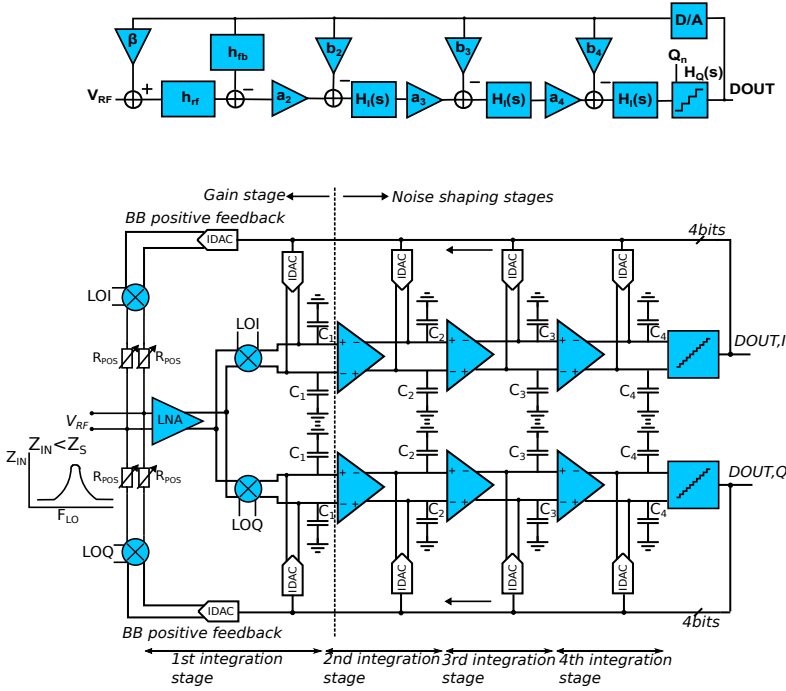 D/A
β
h_fb
b_2
b_3
b_4
Q_n
H_Q(s)
V_RF
+
−
−
−
−
h_rf
a_2
H_I(s)
a_3
H_I(s)
a_4
H_I(s)
DOUT
Gain stage
Noise shaping stages
BB positive feedback
IDAC
4bits
IDAC
IDAC
IDAC
IDAC
LOI
LOI
C_1
C_2
C_3
C_4
DOUT,I
+ −
+ −
+ −
− +
− +
− +
R_POS
R_POS
C_1
C_2
C_3
C_4
V_RF
LNA
Z_IN
Z_IN<Z_S
C_1
C_2
C_3
C_4
R_POS
R_POS
DOUT,Q
+ −
+ −
+ −
− +
− +
− +
F_LO
LOQ
C_1
C_2
C_3
C_4
LOQ
IDAC
IDAC
IDAC
IDAC
IDAC
4bits
BB positive feedback
1st integration
stage
2nd integration
stage
3rd integration
stage
4th integration
stage